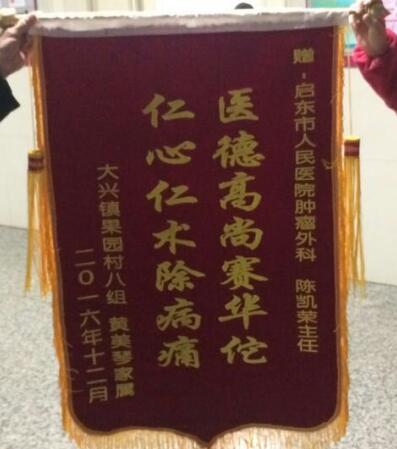 赠-启东市人民医院肿瘤外科 陈凯荣主任
医德高尚赛华佗
仁心仁术除病痛
大兴镇果园村八组 黄美琴家属
二〇一六年十二月